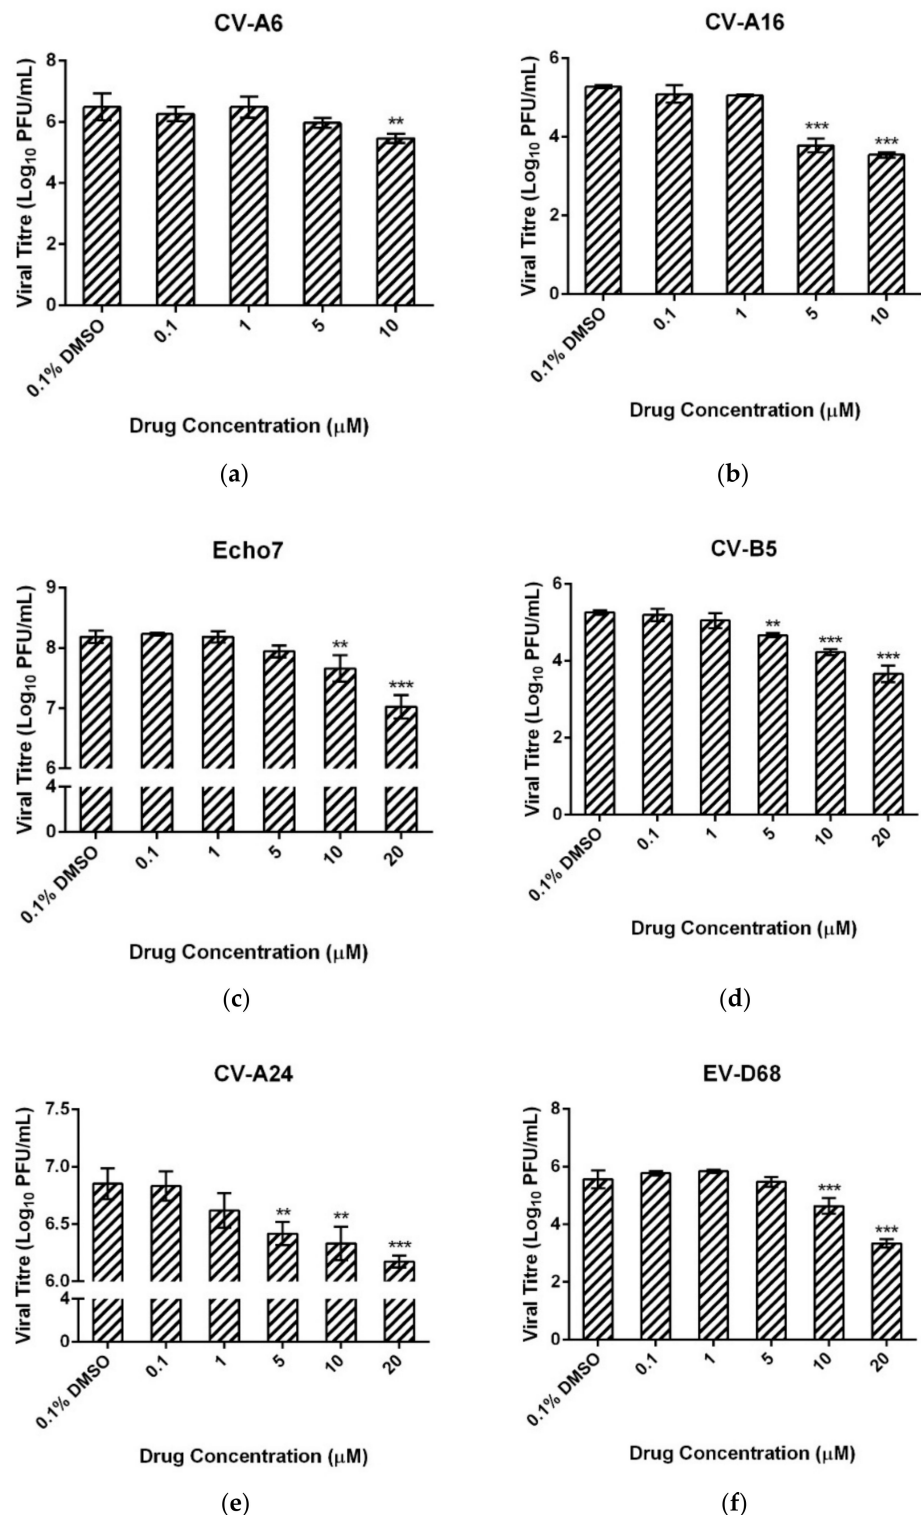 CV-A6
Viral Titre (Log10 PFU/mL)
8
6
4
2
0
**
0.1% DMSO
0.1
1
5
10
Drug Concentration (μM)
(a)
CV-A16
Viral Titre (Log10 PFU/mL)
6
4
2
0
***
***
0.1% DMSO
0.1
1
5
10
Drug Concentration (μM)
(b)
Echo7
Viral Titre (Log10 PFU/mL)
9
8
7
6
4
0
**
***
0.1% DMSO
0.1
1
5
10
20
Drug Concentration (μM)
(c)
CV-B5
Viral Titre (Log10 PFU/mL)
6
4
2
0
**
***
***
0.1% DMSO
0.1
1
5
10
20
Drug Concentration (μM)
(d)
CV-A24
Viral Titre (Log10 PFU/mL)
7.5
7.0
6.5
6.0
4
0
**
**
***
0.1% DMSO
0.1
1
5
10
20
Drug Concentration (μM)
(e)
EV-D68
Viral Titre (Log10 PFU/mL)
8
6
4
2
0
***
***
0.1% DMSO
0.1
1
5
10
20
Drug Concentration (μM)
(f)